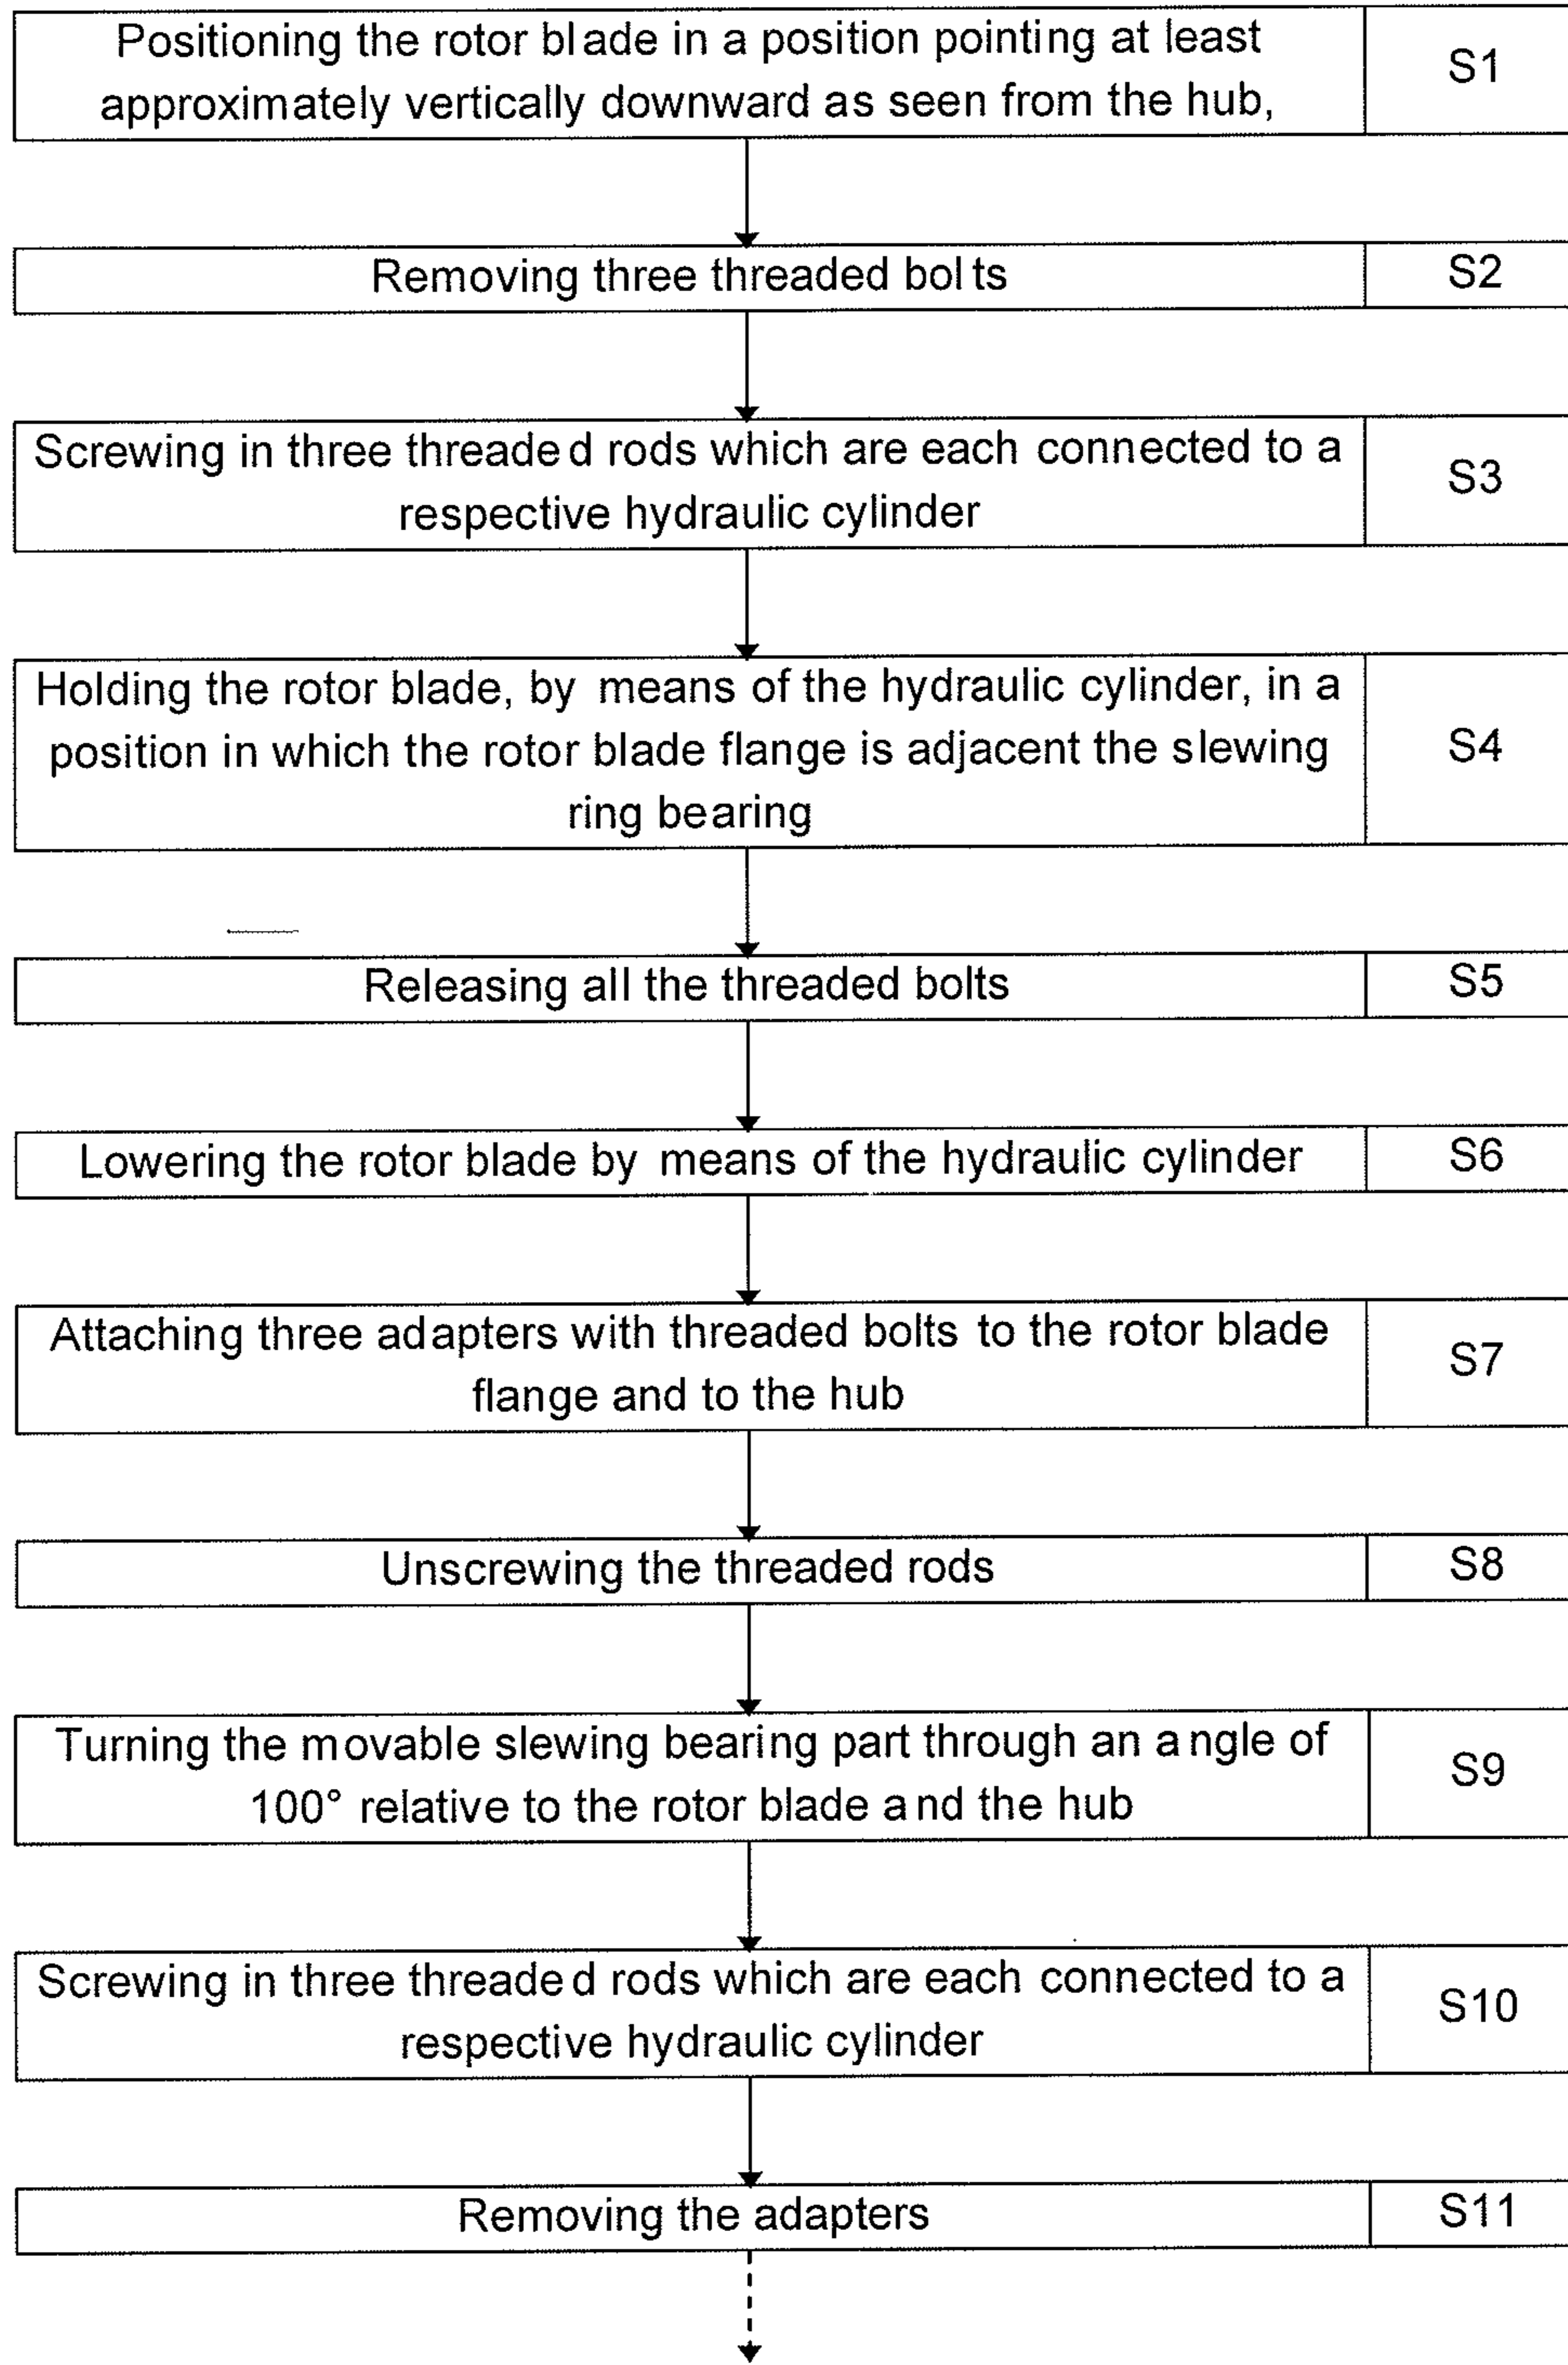 Positioning the rotor blade in a position pointing at least
approximately vertically downward as seen from the hub,
S1
Removing three threaded bolts
S2
Screwing in three threaded rods which are each connected to a
respective hydraulic cylinder
S3
Holding the rotor blade, by means of the hydraulic cylinder, in a
position in which the rotor blade flange is adjacent the slewing
ring bearing
S4
Releasing all the threaded bolts
S5
Lowering the rotor blade by means of the hydraulic cylinder
S6
Attaching three adapters with threaded bolts to the rotor blade
flange and to the hub
S7
Unscrewing the threaded rods
S8
Turning the movable slewing bearing part through an angle of
100° relative to the rotor blade and the hub
S9
Screwing in three threaded rods which are each connected to a
respective hydraulic cylinder
S10
Removing the adapters
S11